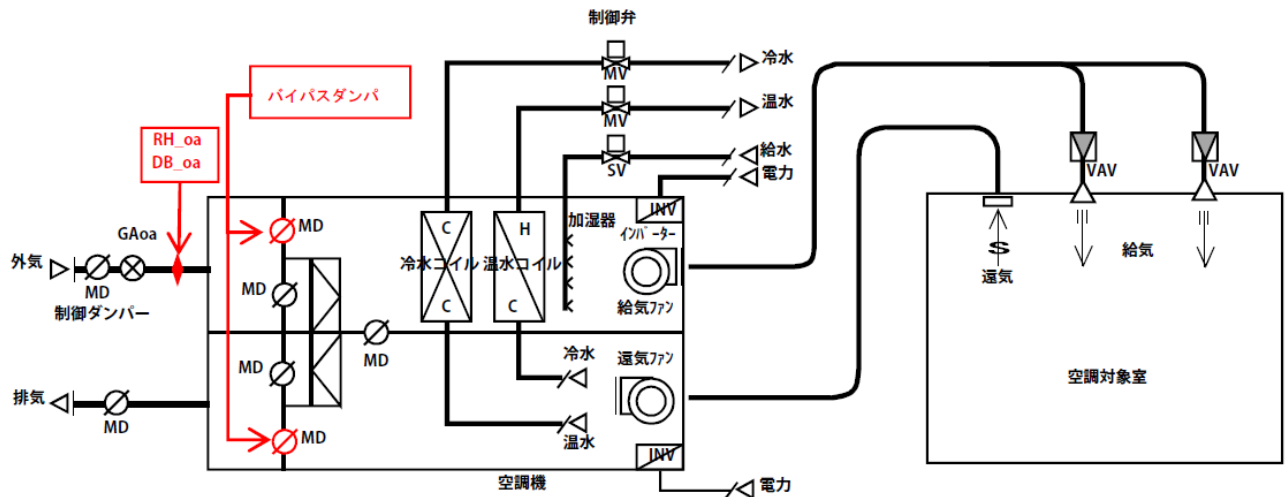 制御弁
冷水
MV
バイパスダンパ
温水
MV
RH_oa
DB_oa
給水
SV
電力
VAV
VAV
INV
加湿器
インバーター
MD
C
H
GAoa
外気
冷水コイル
温水コイル
給気
S
還気
MD
MD
制御ダンパー
C
C
給気ファン
MD
MD
冷水
還気ファン
空調対象室
排気
MD
MD
温水
INV
空調機
電力